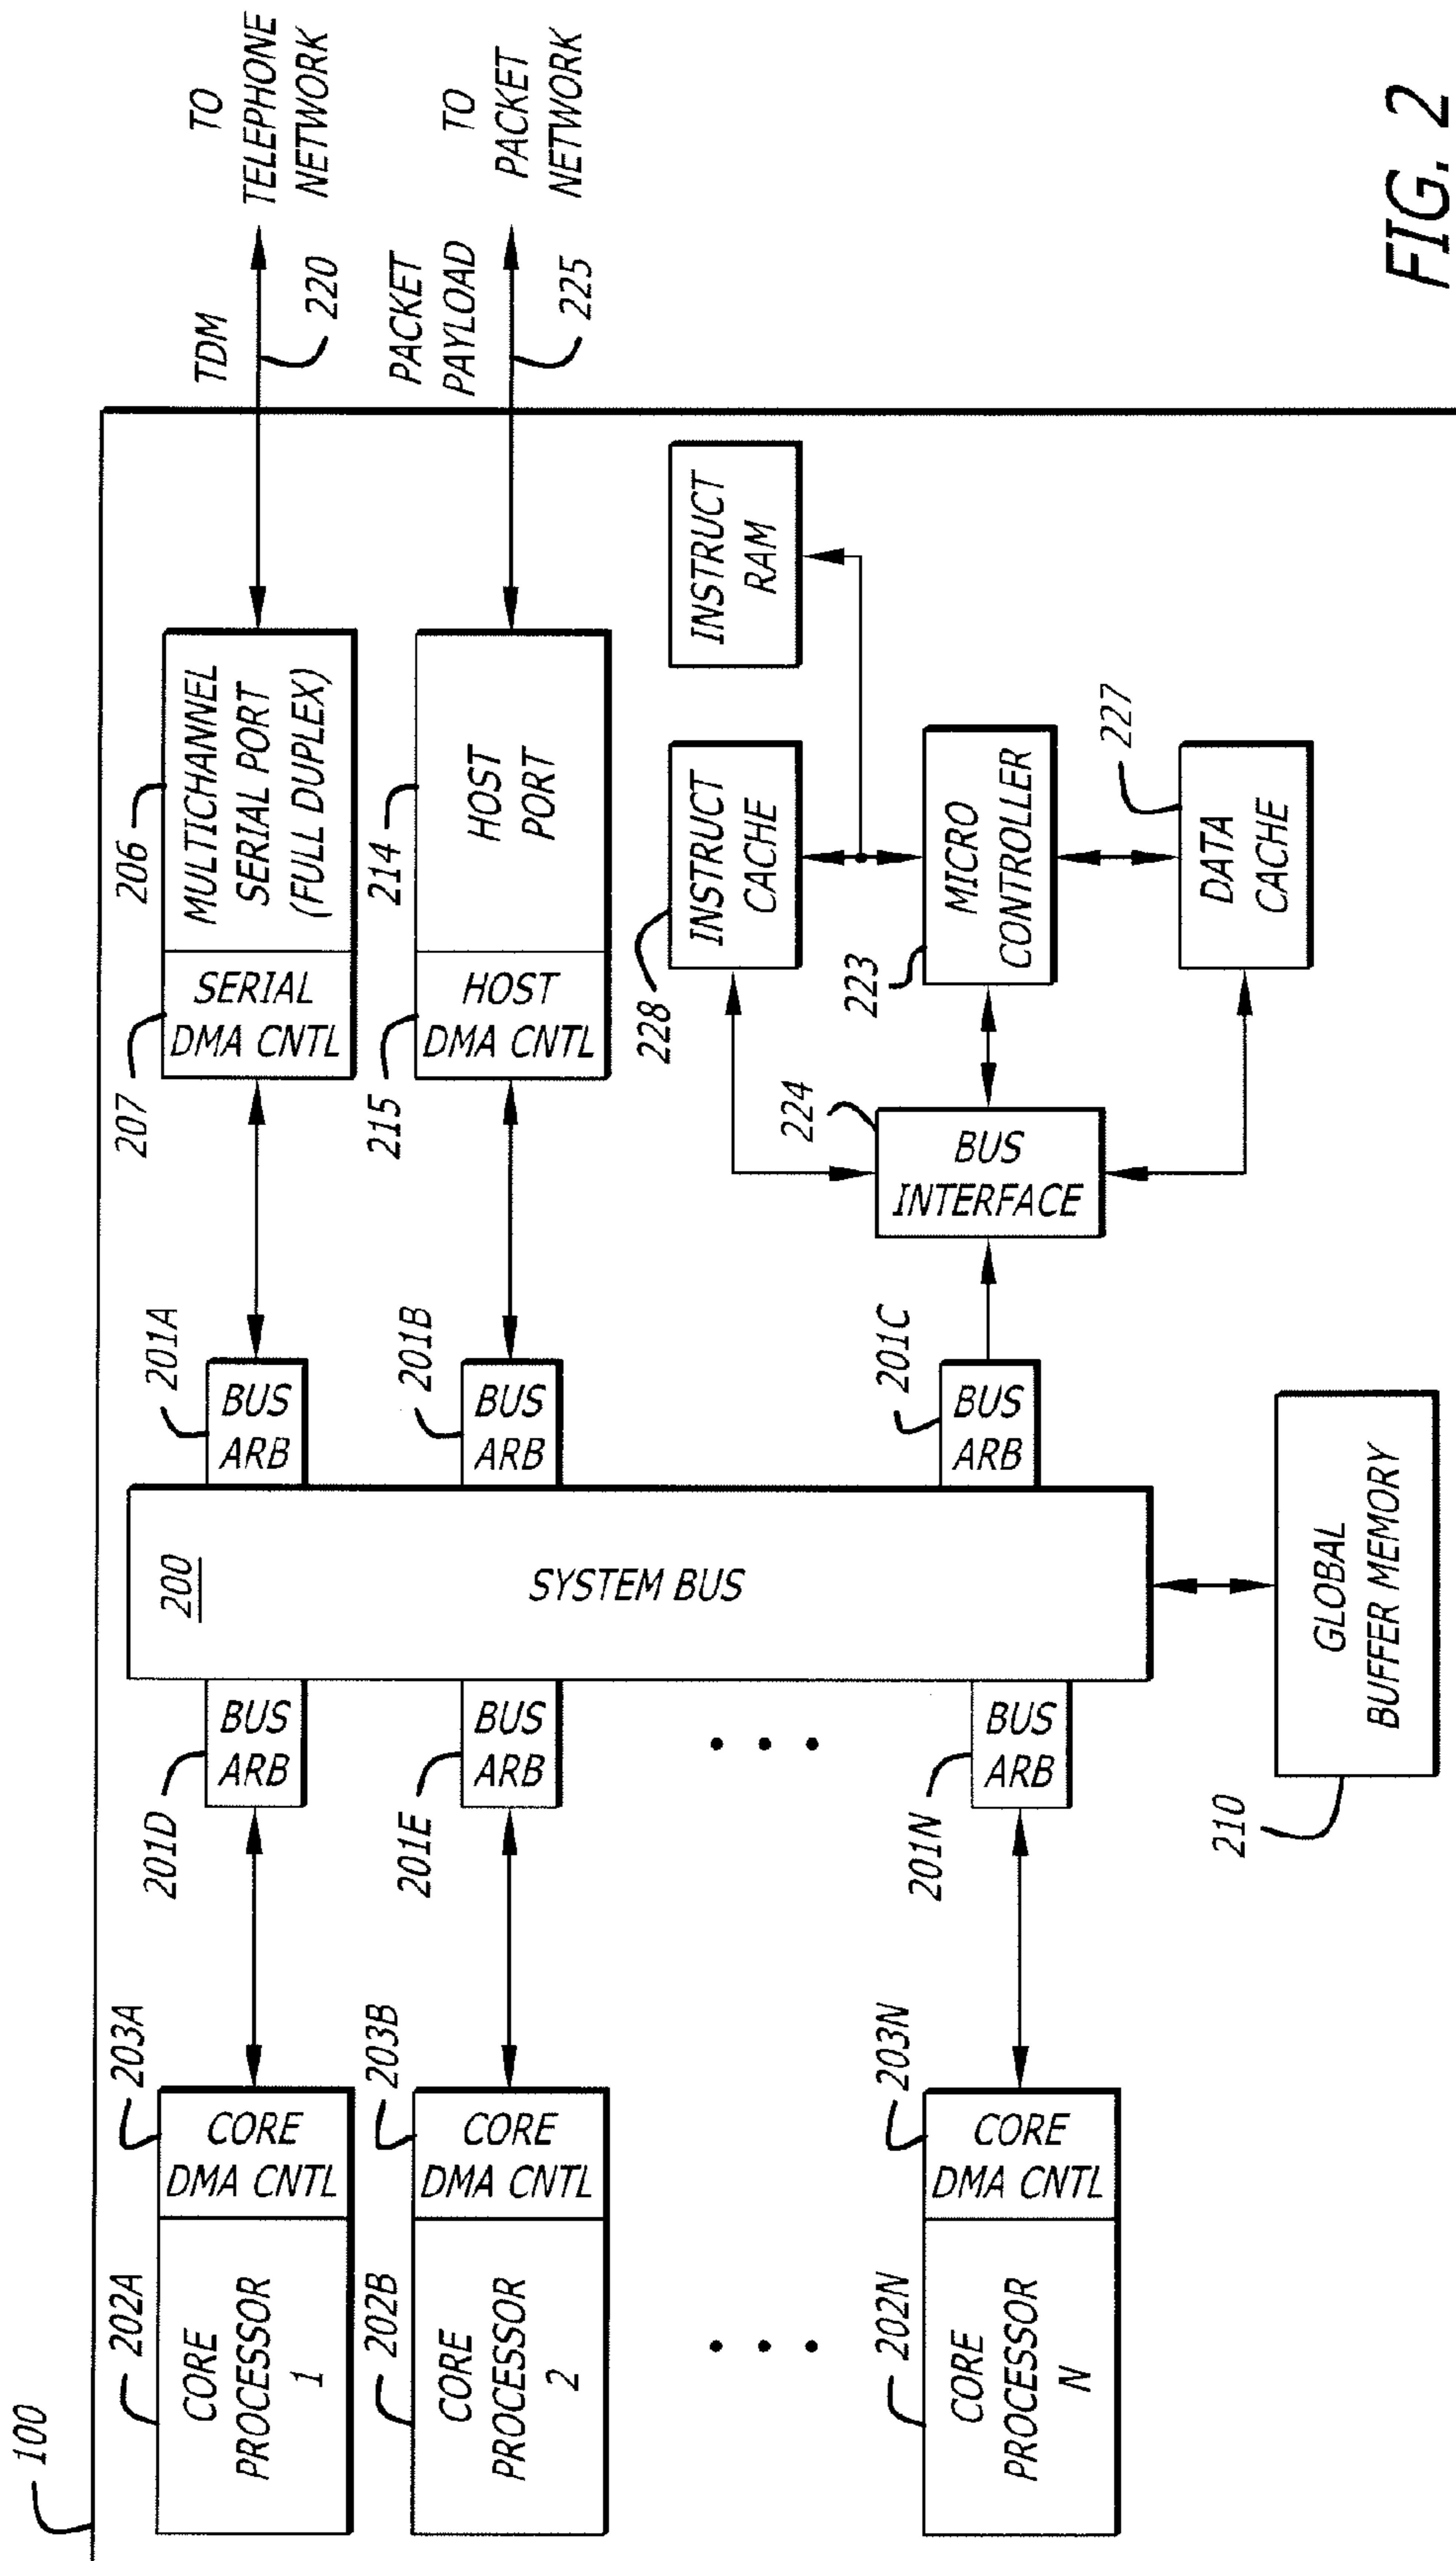 100
202A
203A
201D
201A
207
206
CORE
PROCESSOR
1
CORE
DMA CNTL
BUS
ARB
BUS
ARB
SERIAL
DMA CNTL
MULTICHANNEL
SERIAL PORT
(FULL DUPLEX)
TDM
220
TO
TELEPHONE
NETWORK
200
SYSTEM BUS
202B
203B
201E
201B
215
214
CORE
PROCESSOR
2
CORE
DMA CNTL
BUS
ARB
BUS
ARB
HOST
DMA CNTL
HOST
PORT
PACKET
PAYLOAD
225
TO
PACKET
NETWORK
228
INSTRUCT
CACHE
INSTRUCT
RAM
202N
203N
201N
201C
224
223
CORE
PROCESSOR
N
CORE
DMA CNTL
BUS
ARB
BUS
ARB
BUS
INTERFACE
MICRO
CONTROLLER
227
DATA
CACHE
210
GLOBAL
BUFFER MEMORY
FIG. 2